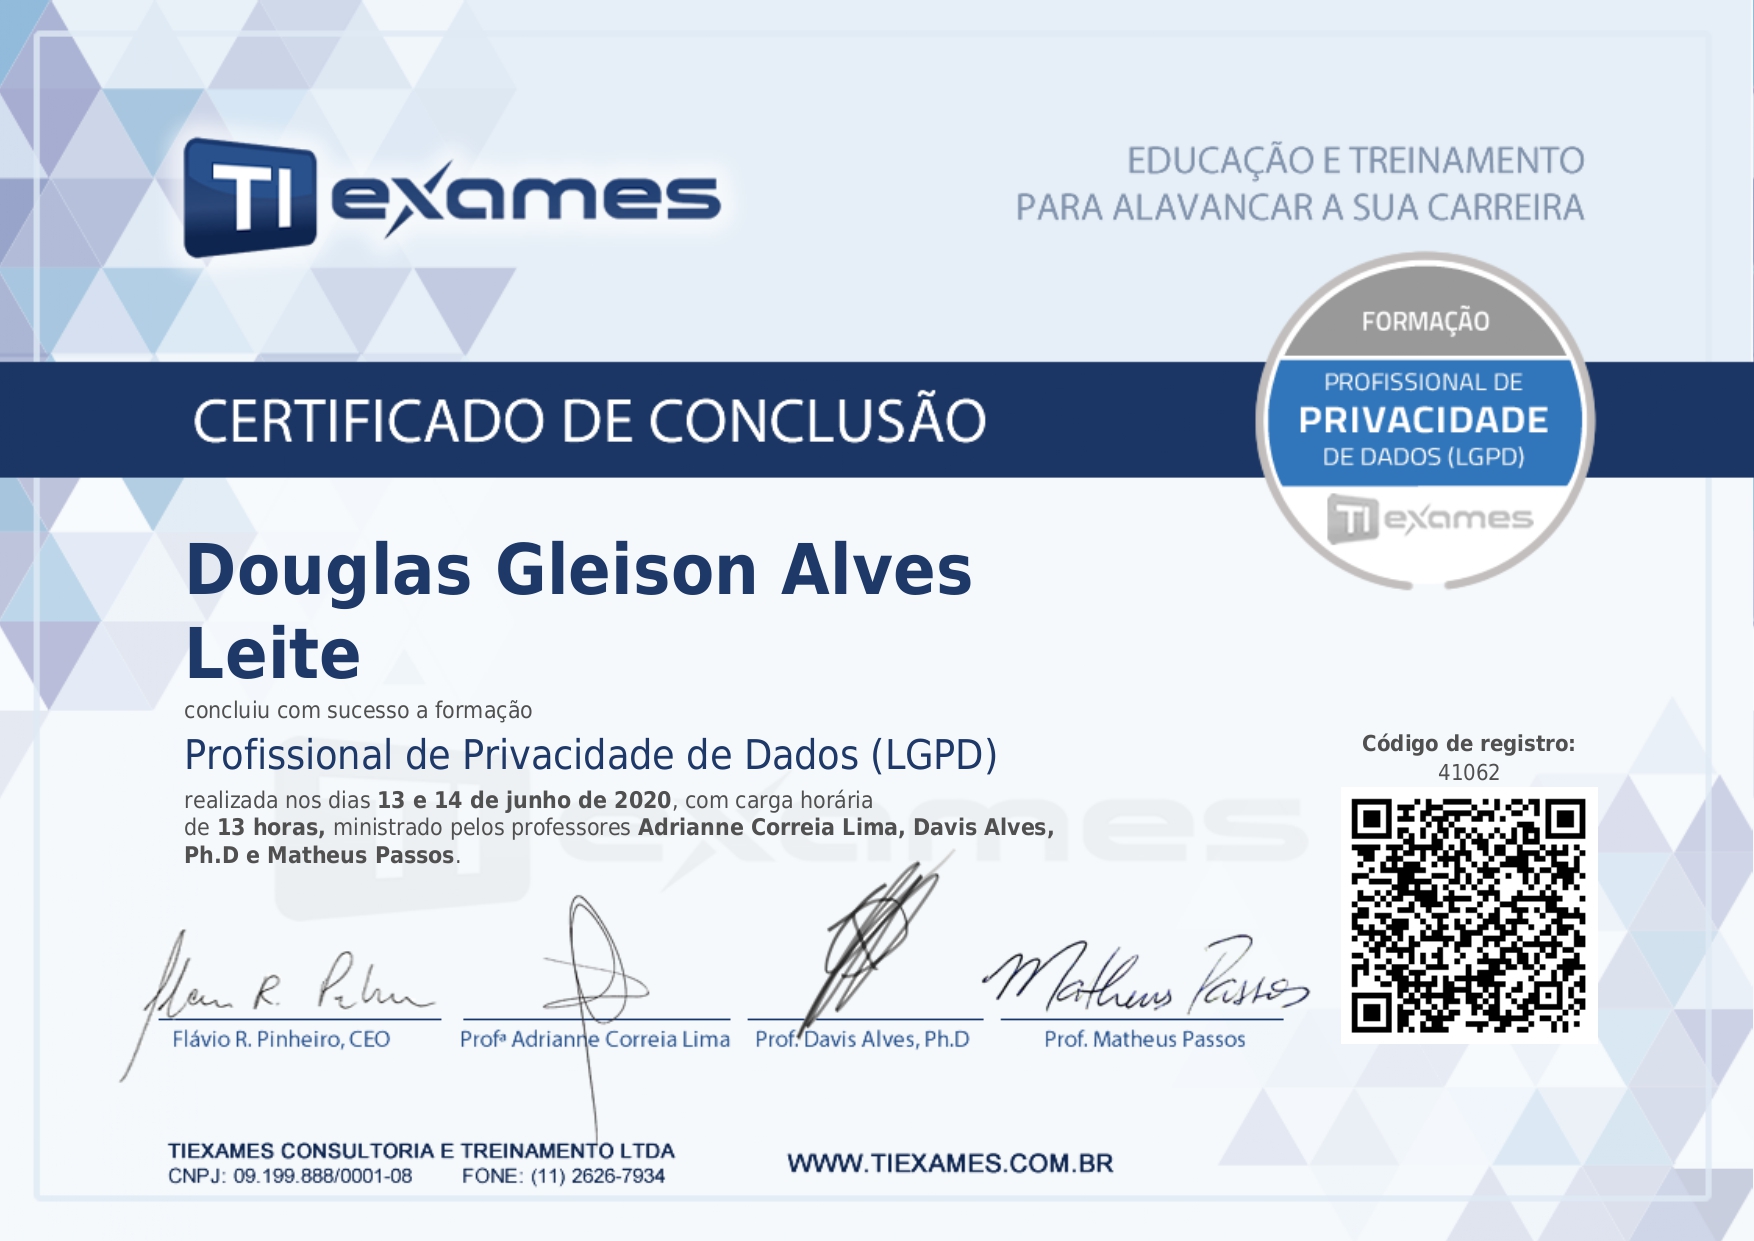 TI exames
EDUCAÇÃO E TREINAMENTO
PARA ALAVANCAR A SUA CARREIRA
FORMAÇÃO
PROFISSIONAL DE
PRIVACIDADE
DE DADOS (LGPD)
TI exames
CERTIFICADO DE CONCLUSÃO
Douglas Gleison Alves
Leite
concluiu com sucesso a formação
Profissional de Privacidade de Dados (LGPD)
realizada nos dias 13 e 14 de junho de 2020, com carga horária
de 13 horas, ministrado pelos professores Adrianne Correia Lima, Davis Alves,
Ph.D e Matheus Passos.
Código de registro:
41062
TI exames
Matheus Passos
Flávio R. Pinheiro, CEO
Profª Adrianne Correia Lima
Prof. Davis Alves, Ph.D
Prof. Matheus Passos
TIEXAMES CONSULTORIA E TREINAMENTO LTDA
CNPJ: 09.199.888/0001-08 FONE: (11) 2626-7934
WWW.TIEXAMES.COM.BR